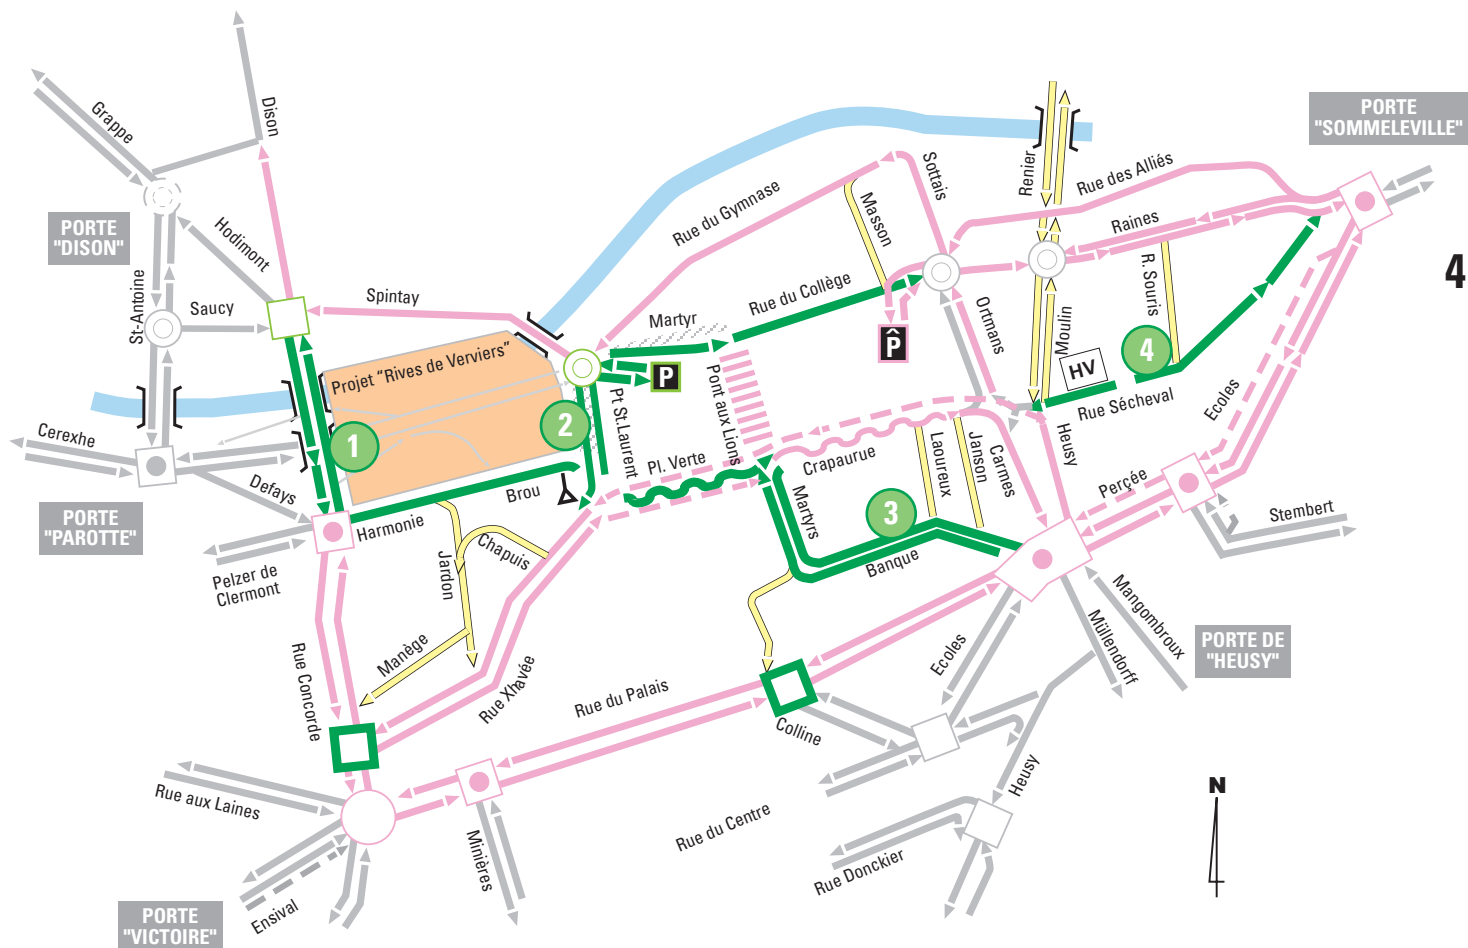 Grappe
Dison
PORTE
"SOMMELEVILLE"
PORTE
"DISON"
Hodimont
St-Antoine
Saucy
Spintay
Rue du Gymnase
Masson
Sottais
Renier
Rue des Alliés
Raines
R. Souris
4
Martyr
Rue du Collège
Ortmans
Moulin
P̂
P
HV
4
Rue Sécheval
Ecoles
Projet “Rives de Verviers”
1
2
Pt St.Laurent
Pont aux Lions
Cerexhe
Defays
PORTE
"PAROTTE"
Pelzer de
Clermont
Harmonie
Brou
Pl. Verte
Crapaurue
Martyrs
Laoureux
Janson
Carmes
Heusy
Perçée
Stembert
3
Banque
Jardon
Chapuis
Manège
Rue Concorde
Rue Xhavée
Rue du Palais
Colline
Ecoles
Müllendorff
Mangombroux
PORTE DE
"HEUSY"
Heusy
Rue aux Laines
Minières
Rue du Centre
Rue Donckier
N
Ensival
PORTE
"VICTOIRE"